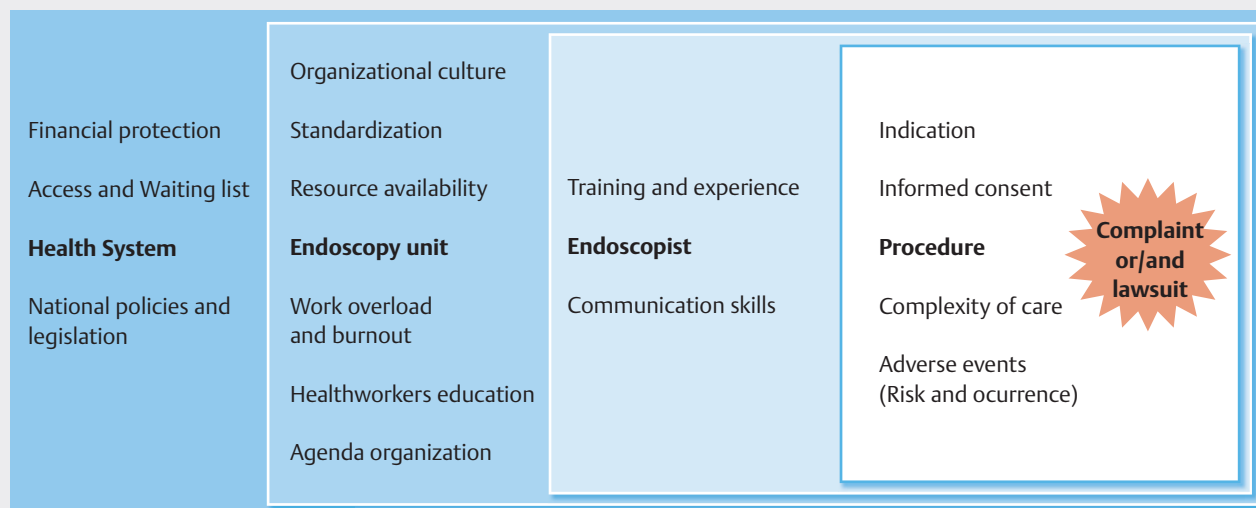 Financial protection
Access and Waiting list
Health System
National policies and
legislation
Organizational culture
Standardization
Resource availability
Endoscopy unit
Work overload
and burnout
Healthworkers education
Agenda organization
Training and experience
Endoscopist
Communication skills
Indication
Informed consent
Procedure
Complexity of care
Adverse events
(Risk and ocurrence)
Complaint
or/and
lawsuit